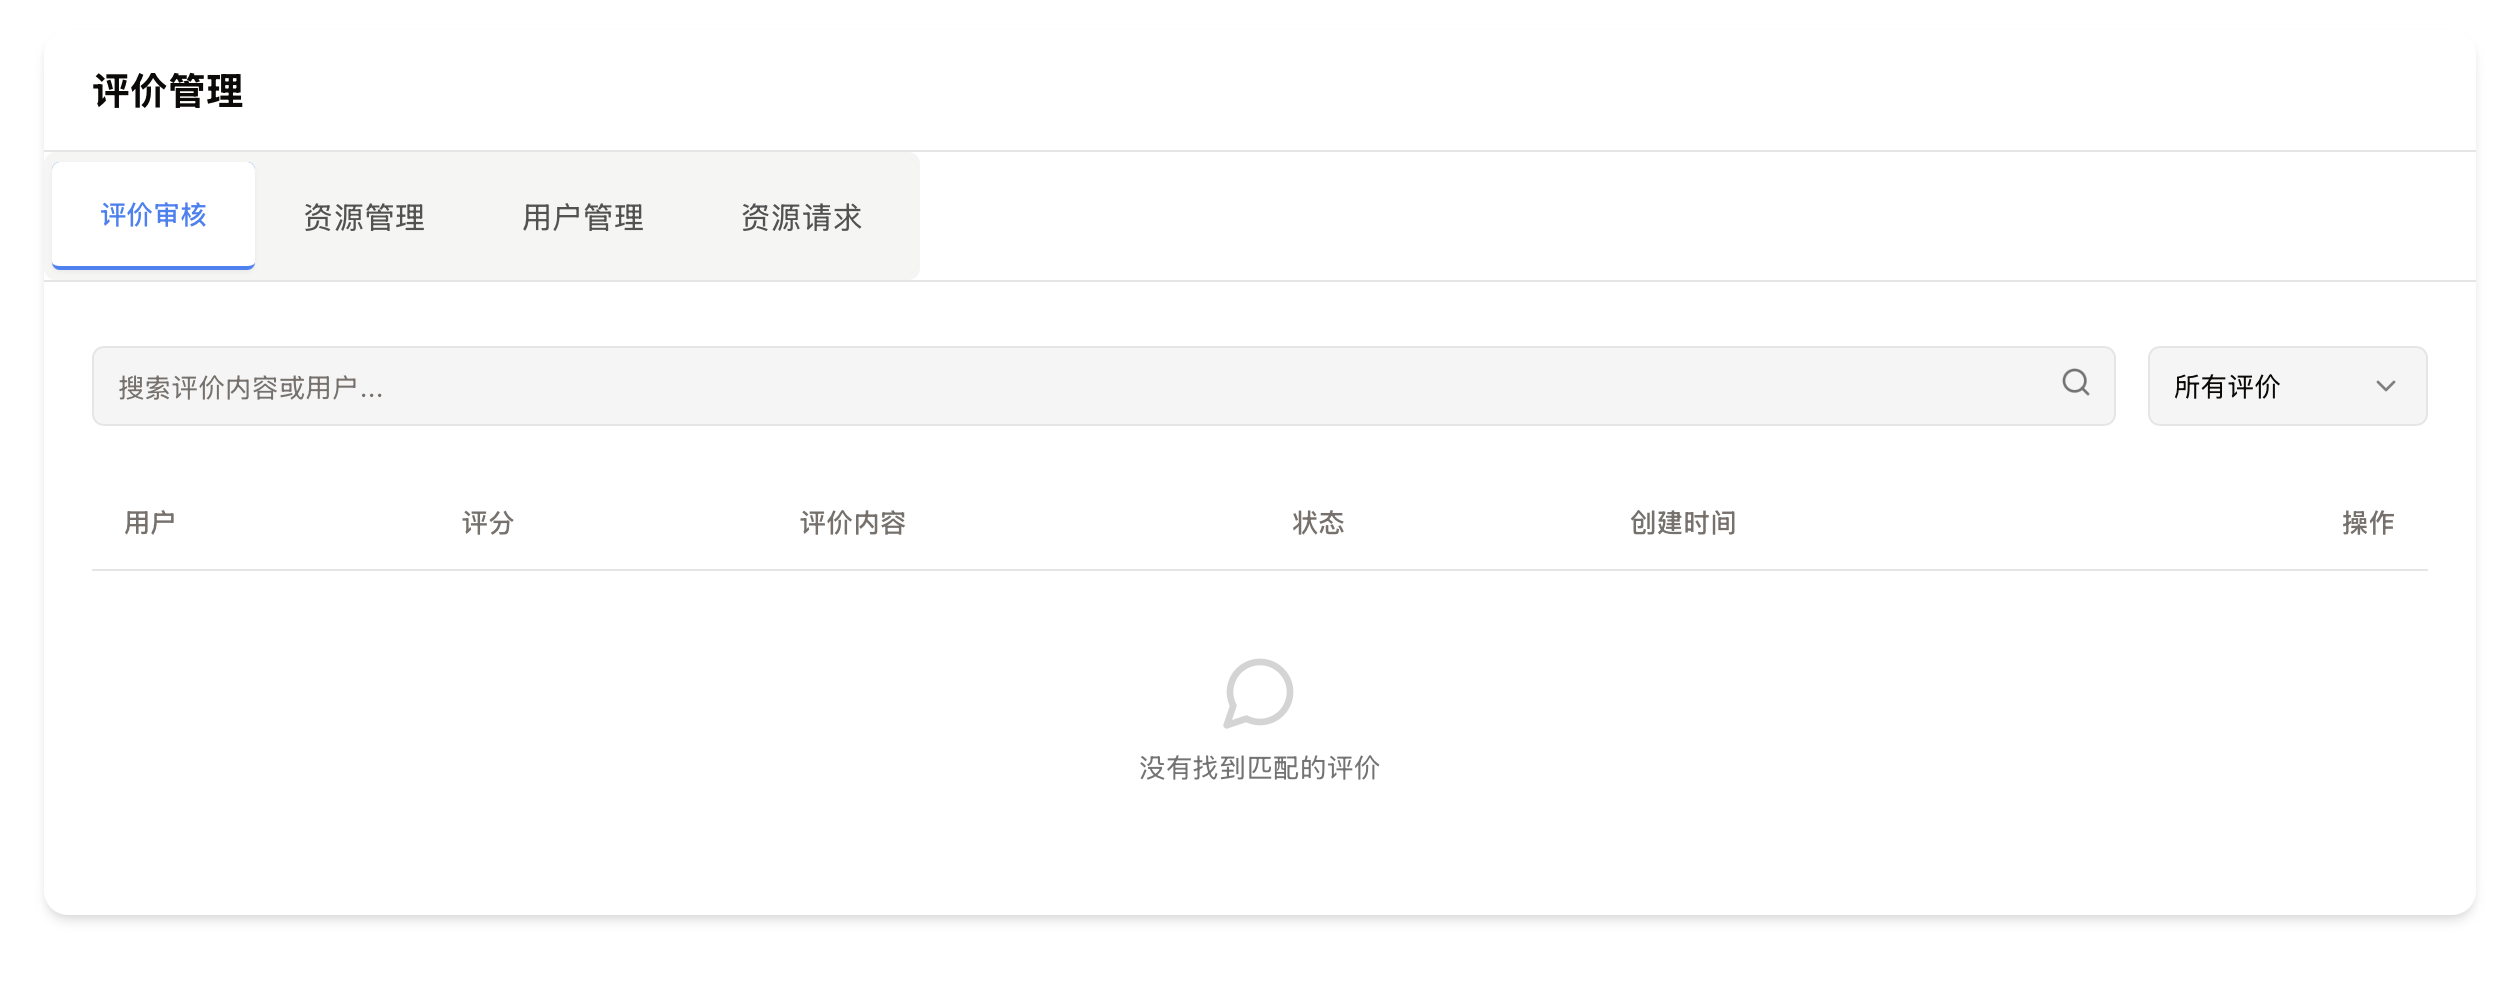 评价管理
评价审核 资源管理 用户管理 资源请求
搜索评价内容或用户... 所有评价
用户 评分 评价内容 状态 创建时间 操作
没有找到匹配的评价